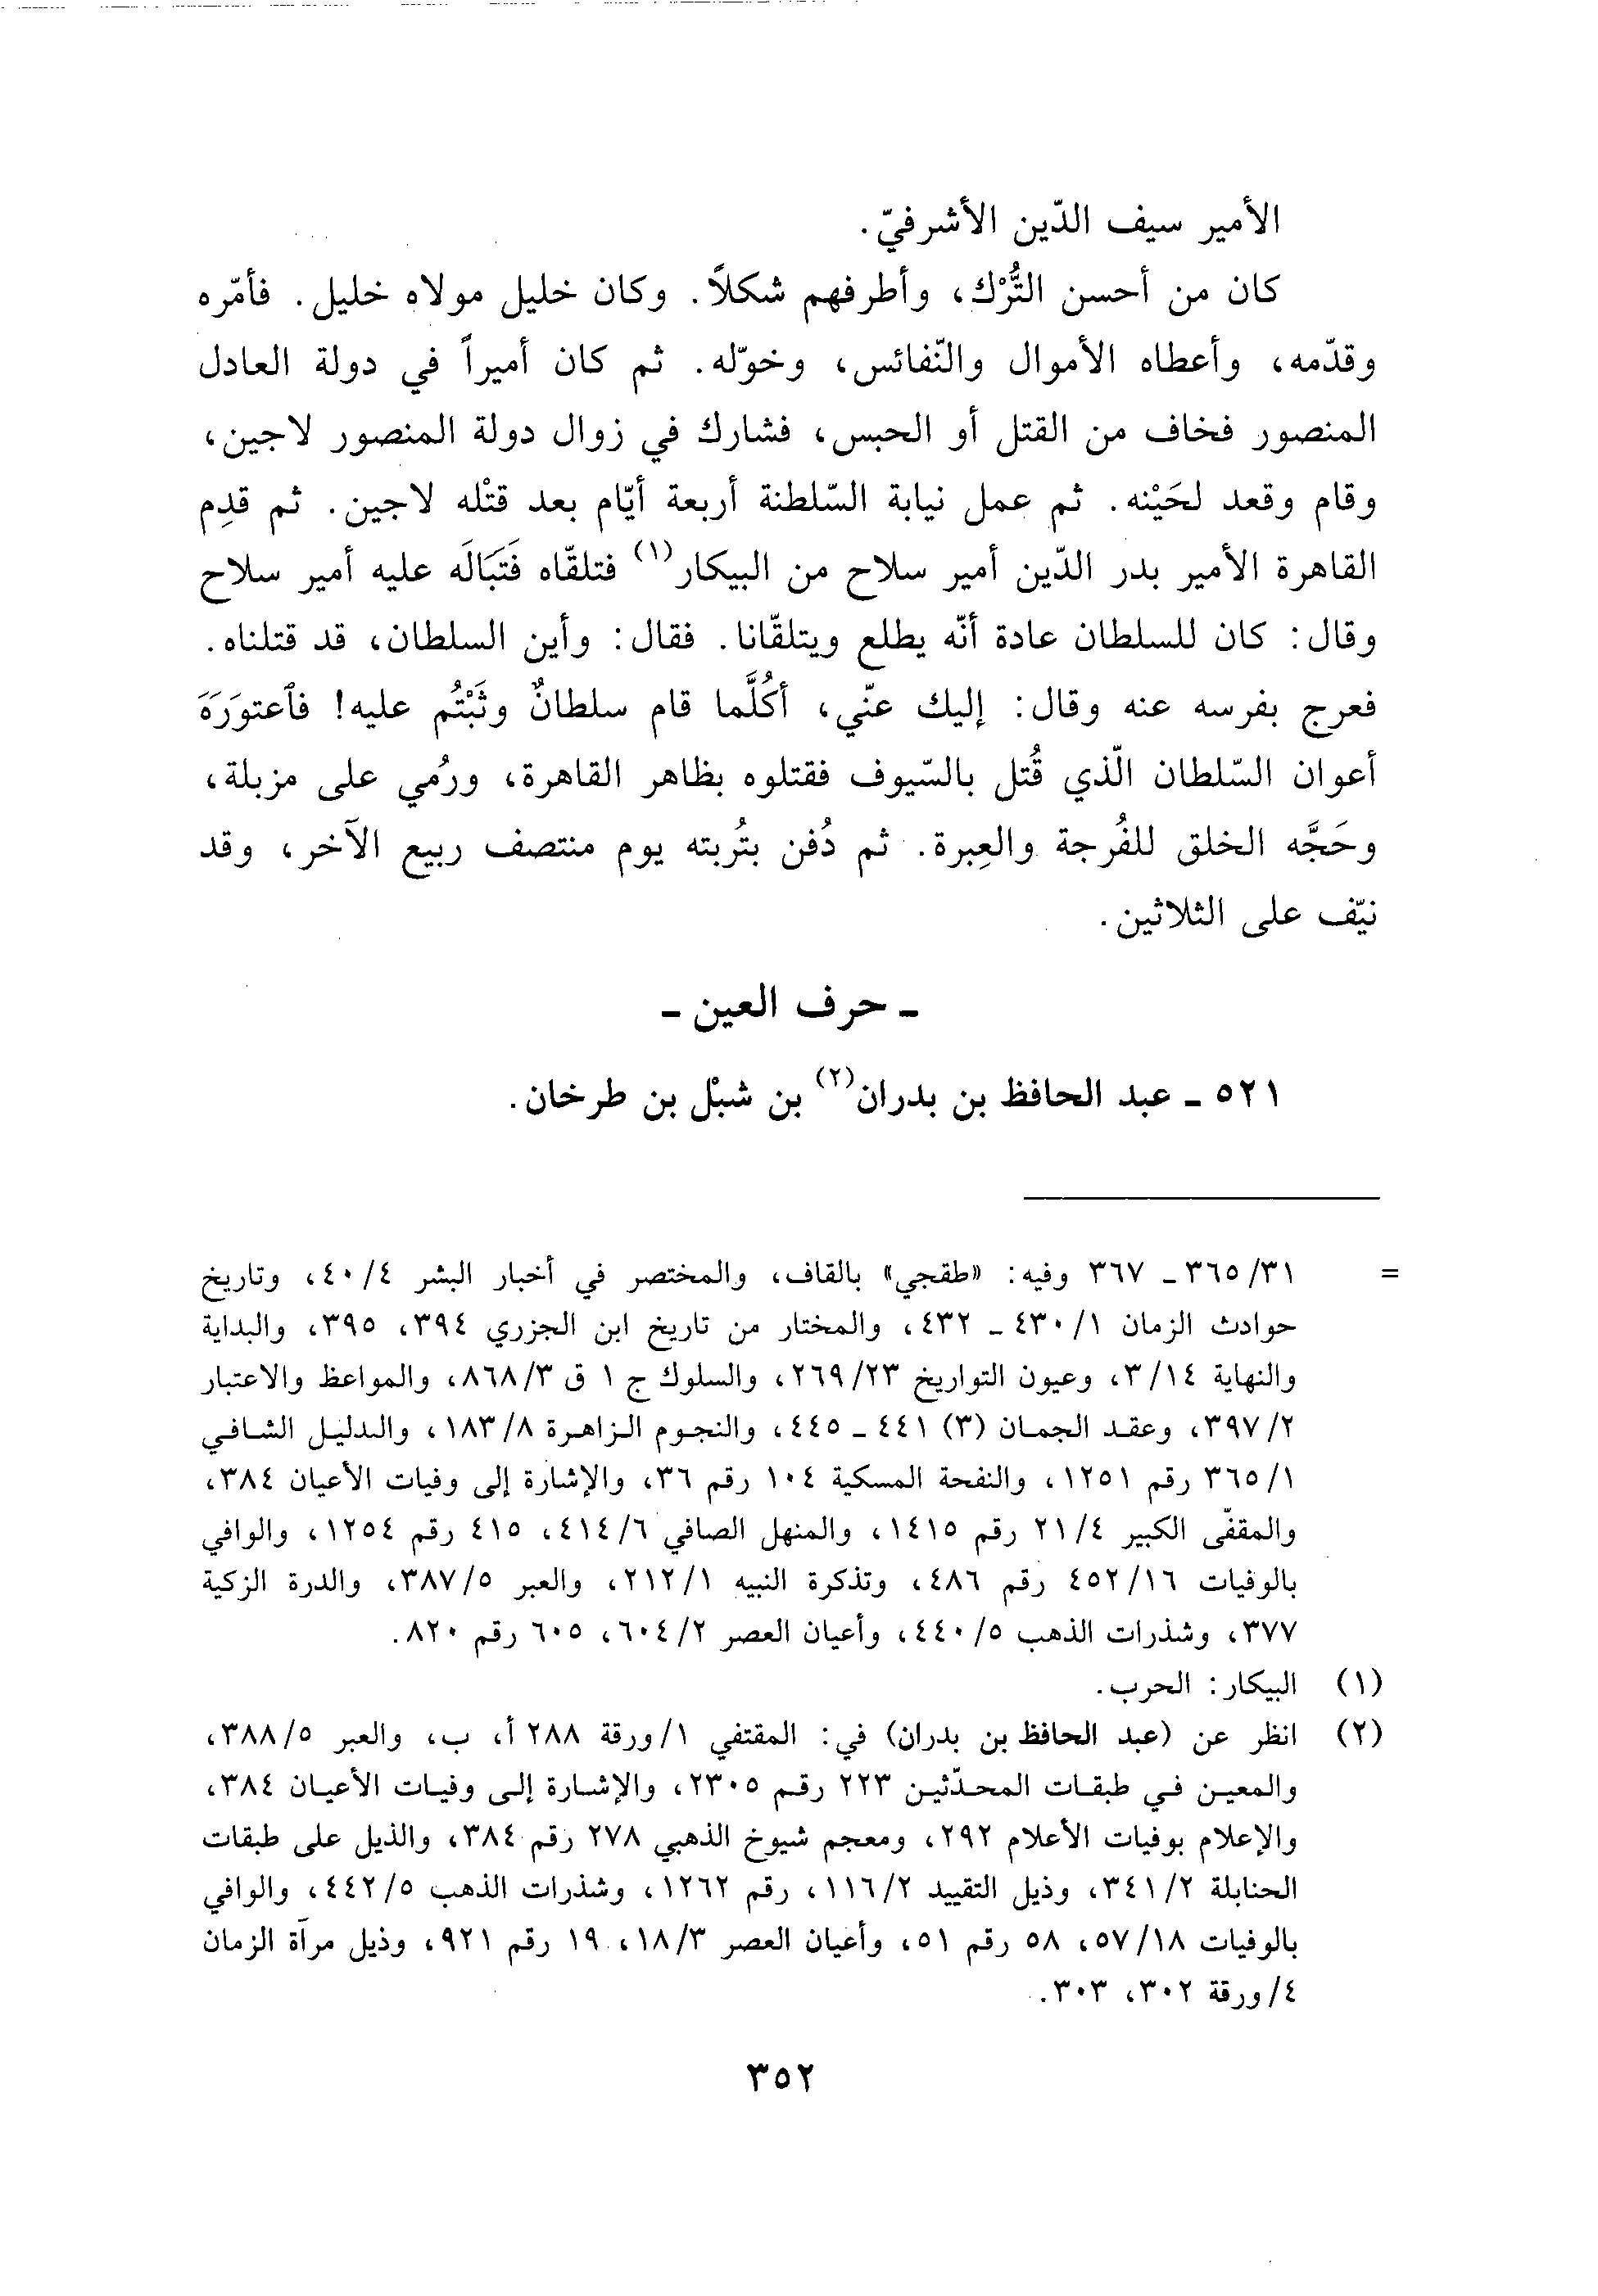 الأمير سيف الدّين الأشرفيّ.
كان من أحسن التُّرْك، وأطرفهم شكلاً. وكان خليل مولاه خليل. فأمّره
وقدّمه، وأعطاه الأموال والنّفائس، وخوّله. ثم كان أميراً في دولة العادل
المنصور فخاف من القتل أو الحبس، فشارك في زوال دولة المنصور لاجين،
وقام وقعد لحَيْنه. ثم عمل نيابة السّلطنة أربعة أيّام بعد قتْله لاجين. ثم قدِم
القاهرة الأمير بدر الدّين أمير سلاح من البيكار(١) فتلقّاه فَتَبَالَه عليه أمير سلاح
وقال: كان للسلطان عادة أنّه يطلع ويتلقّانا. فقال: وأين السلطان، قد قتلناه.
فعرج بفرسه عنه وقال: إليك عنّي، أكُلَّما قام سلطانٌ وثَبْتُم عليه! فٱعتورَهَ
أعوان السّلطان الّذي قُتل بالسّيوف فقتلوه بظاهر القاهرة، ورُمي على مزبلة،
وحَجَّه الخلق للفُرجة والعِبرة. ثم دُفن بتُربته يوم منتصف ربيع الآخر، وقد
نيّف على الثلاثين.
ـ حرف العين ـ
٥٢١ ـ عبد الحافظ بن بدران(٢) بن شبْل بن طرخان.
= ٣٦٥/٣١ ـ ٣٦٧ وفيه: «طقجي» بالقاف، والمختصر في أخبار البشر ٤٠/٤، وتاريخ
حوادث الزمان ٤٣٠/١ ـ ٤٣٢، والمختار من تاريخ ابن الجزري ٣٩٤، ٣٩٥، والبداية
والنهاية ٣/١٤، وعيون التواريخ ٢٦٩/٢٣، والسلوك ج ١ ق ٨٦٨/٣، والمواعظ والاعتبار
٣٩٧/٢، وعقد الجمان (٣) ٤٤١ ـ ٤٤٥، والنجوم الزاهرة ١٨٣/٨، والدليل الشافي
٣٦٥/١ رقم ١٢٥١، والنفحة المسكية ١٠٤ رقم ٣٦، والإشارة إلى وفيات الأعيان ٣٨٤،
والمقفّى الكبير ٢١/٤ رقم ١٤١٥، والمنهل الصافي ٤١٤/٦، ٤١٥ رقم ١٢٥٤، والوافي
بالوفيات ٤٥٢/١٦ رقم ٤٨٦، وتذكرة النبيه ٢١٢/١، والعبر ٣٨٧/٥، والدرة الزكية
٣٧٧، وشذرات الذهب ٤٤٠/٥، وأعيان العصر ٦٠٤/٢، ٦٠٥ رقم ٨٢٠.
(١) البيكار: الحرب.
(٢) انظر عن (عبد الحافظ بن بدران) في: المقتفي ١/ورقة ٢٨٨ أ، ب، والعبر ٣٨٨/٥،
والمعين في طبقات المحدّثين ٢٢٣ رقم ٢٣٠٥، والإشارة إلى وفيات الأعيان ٣٨٤،
والإعلام بوفيات الأعلام ٢٩٢، ومعجم شيوخ الذهبي ٢٧٨ رقم ٣٨٤، والذيل على طبقات
الحنابلة ٣٤١/٢، وذيل التقييد ١١٦/٢، رقم ١٢٦٢، وشذرات الذهب ٤٤٢/٥، والوافي
بالوفيات ٥٧/١٨، ٥٨ رقم ٥١، وأعيان العصر ١٨/٣، ١٩ رقم ٩٢١، وذيل مرآة الزمان
٤/ورقة ٣٠٢، ٣٠٣.
٣٥٢